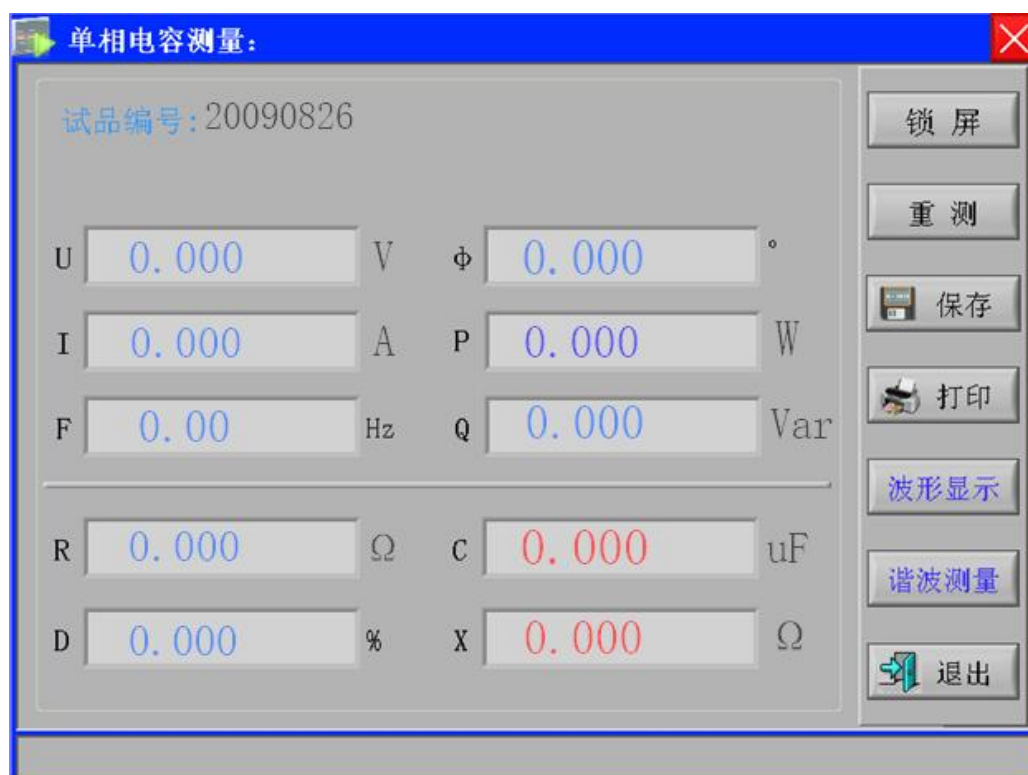 单相电容测量:
试品编号:20090826
锁 屏
重 测
U 0.000 V ф 0.000 °
保存
I 0.000 A P 0.000 W
打印
F 0.00 Hz Q 0.000 Var
波形显示
R 0.000 Ω C 0.000 uF
谐波测量
D 0.000 % X 0.000 Ω
退出